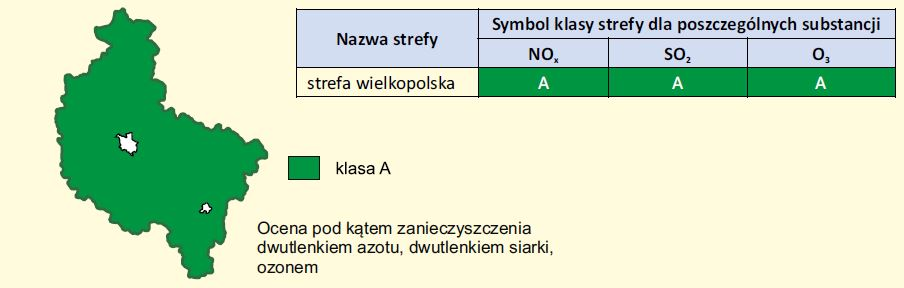 Nazwa strefy
Symbol klasy strefy dla poszczególnych substancji
NOx
SO2
O3
strefa wielkopolska
A
A
A
klasa A
Ocena pod kątem zanieczyszczenia
dwutlenkiem azotu, dwutlenkiem siarki,
ozonem